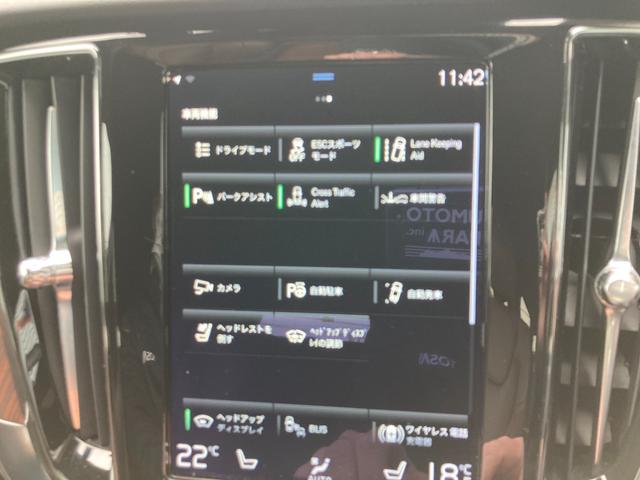 11:42
車両機能
ドライブモード
ESCスポーツ
モード
Lane Keeping
Aid
パークアシスト
Cross Traffic
Alert
車間警告
カメラ
自動駐車
自動発車
ヘッドレストを
倒す
ヘッドアップディスプ
レイの調節
ヘッドアップ
ディスプレイ
BLIS
ワイヤレス電話
充電器
22°C
AUTO
18°C